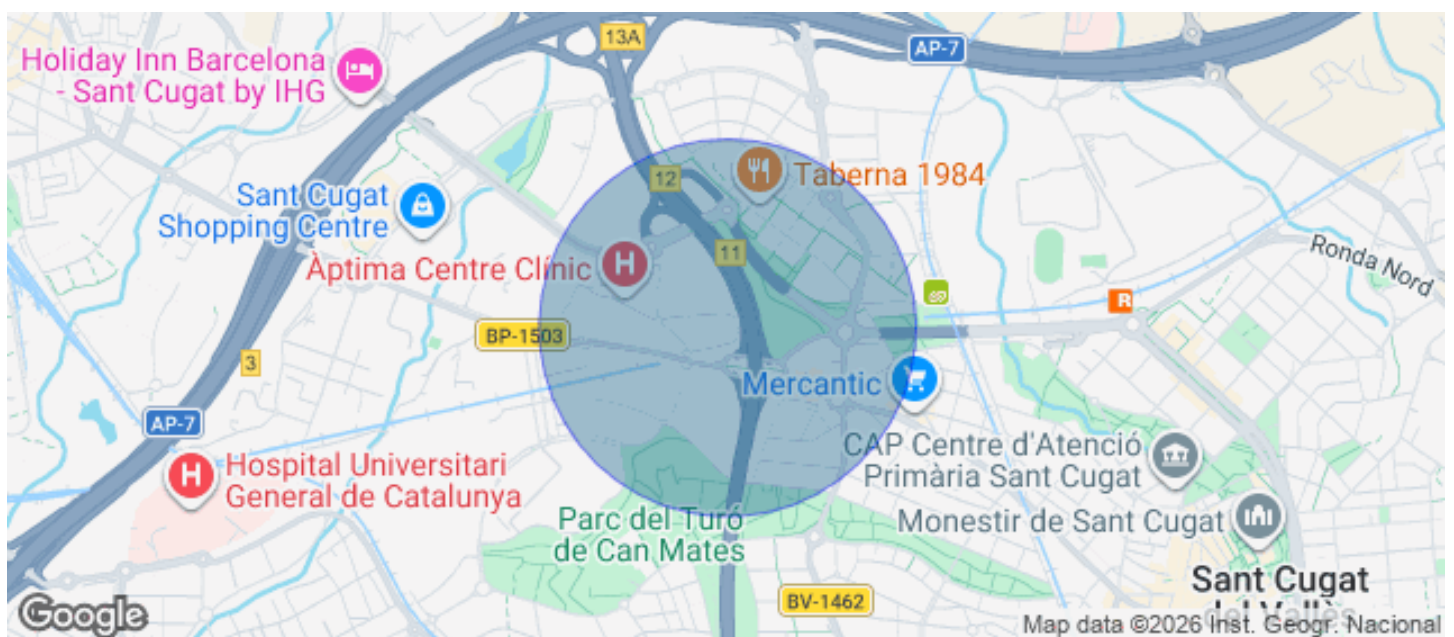 13A
AP-7
Holiday Inn Barcelona
- Sant Cugat by IHG
12
Taberna 1984
Sant Cugat
Shopping Centre
11
Àptima Centre Clínic
H
Ronda Nord
R
BP-1503
3
Mercantic
AP-7
CAP Centre d'Atenció
Primària Sant Cugat
H
Hospital Universitari
General de Catalunya
Parc del Turó
de Can Mates
Monestir de Sant Cugat
Sant Cugat
del Vallès
BV-1462
Google
Map data ©2026 Inst. Geogr. Nacional